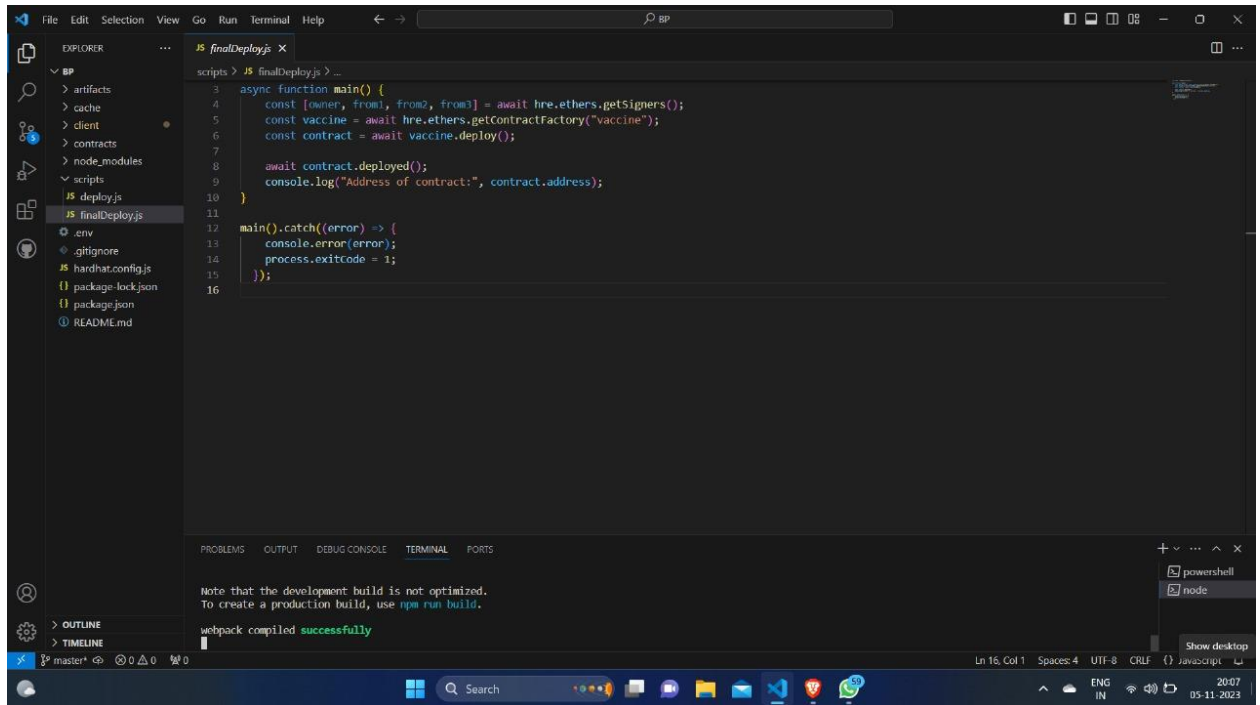 File Edit Selection View Go Run Terminal Help
BP
EXPLORER
BP
artifacts
cache
client
contracts
node_modules
scripts
JS deploy.js
JS finalDeploy.js
.env
.gitignore
JS hardhat.config.js
{} package-lock.json
{} package.json
README.md
OUTLINE
TIMELINE
JS finalDeploy.js
scripts > JS finalDeploy.js > ...
3 async function main() {
4 const [owner, from1, from2, from3] = await hre.ethers.getSigners();
5 const vaccine = await hre.ethers.getContractFactory("vaccine");
6 const contract = await vaccine.deploy();
7
8 await contract.deployed();
9 console.log("Address of contract:", contract.address);
10 }
11
12 main().catch((error) => {
13 console.error(error);
14 process.exitCode = 1;
15 });
16
PROBLEMS OUTPUT DEBUG CONSOLE TERMINAL PORTS
powershell
node
Note that the development build is not optimized.
To create a production build, use npm run build.
webpack compiled successfully
Show desktop
master* 0 0 0 Ln 16, Col 1 Spaces: 4 UTF-8 CRLF {} JavaScript
Search
59
ENG
IN
20:07
05-11-2023